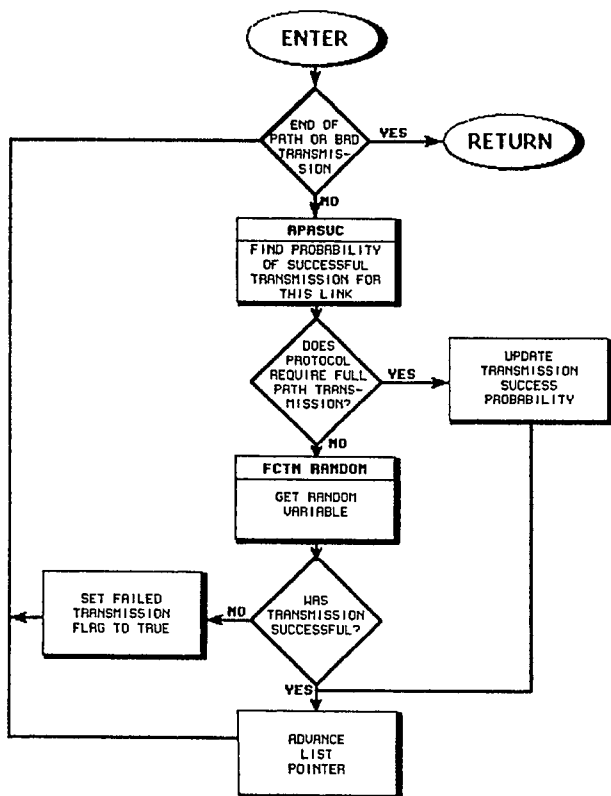 ENTER
END OF
PATH OR BAD
TRANSMIS-
SION
YES
RETURN
NO
APRSUC
FIND PROBABILITY
OF SUCCESSFUL
TRANSMISSION FOR
THIS LINK
DOES
PROTOCOL
REQUIRE FULL
PATH TRANS-
MISSION?
YES
UPDATE
TRANSMISSION
SUCCESS
PROBABILITY
NO
FCTN RANDOM
GET RANDOM
VARIABLE
WAS
TRANSMISSION
SUCCESSFUL?
NO
SET FAILED
TRANSMISSION
FLAG TO TRUE
YES
ADVANCE
LIST
POINTER